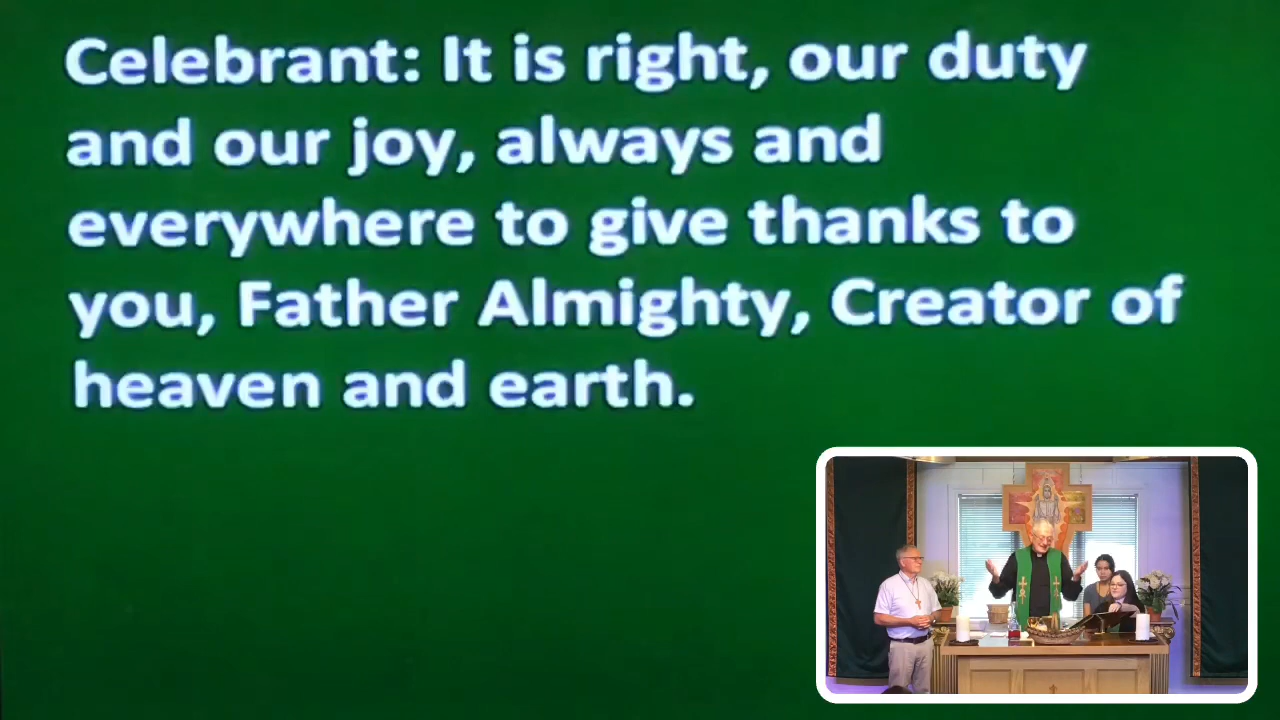 Celebrant: It is right, our duty
and our joy, always and
everywhere to give thanks to
you, Father Almighty, Creator of
heaven and earth.